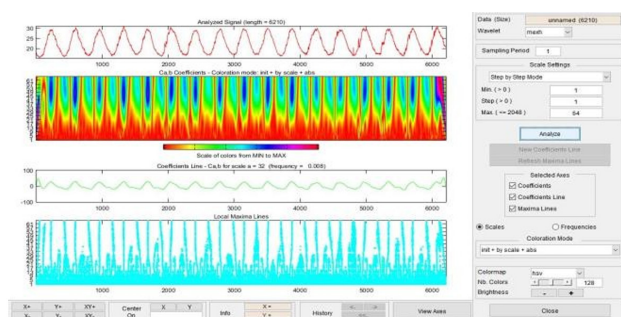 Analyzed Signal (length = 6210)
30
25
20
1000 2000 3000 4000 5000 6000
Ca,b Coefficients - Coloration mode: init + by scale + abs
Scale of colors from MIN to MAX
Coefficients Line - Ca,b for scale a = 32 (frequency = 0.008)
100
0
-100
1000 2000 3000 4000 5000 6000
Local Maxima Lines
1000 2000 3000 4000 5000 6000
Data (Size) unnamed (6210)
Wavelet mexh
Sampling Period 1
Scale Settings
Step by Step Mode
Min. ( > 0 ) 1
Step ( > 0 ) 1
Max. ( <= 2048 ) 64
Analyze
New Coefficients Line
Refresh Maxima Lines
Selected Axes
Coefficients
Coefficients Line
Maxima Lines
Scales Frequencies
Coloration Mode
init + by scale + abs
Colormap hsv
Nb. Colors 128
Brightness - +
Close
X+ Y+ XY+
X- Y- XY-
Center
On
X Y
Info
X =
Y =
History
View Axes